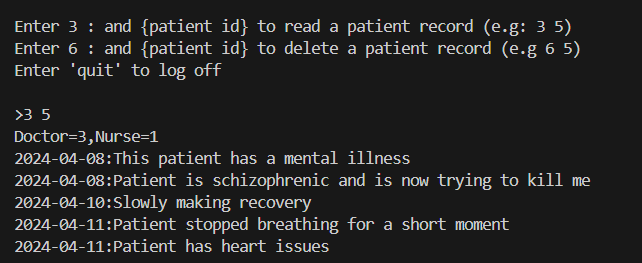 Enter 3 : and {patient id} to read a patient record (e.g: 3 5)
Enter 6 : and {patient id} to delete a patient record (e.g 6 5)
Enter 'quit' to log off
>3 5
Doctor=3,Nurse=1
2024-04-08:This patient has a mental illness
2024-04-08:Patient is schizophrenic and is now trying to kill me
2024-04-10:Slowly making recovery
2024-04-11:Patient stopped breathing for a short moment
2024-04-11:Patient has heart issues